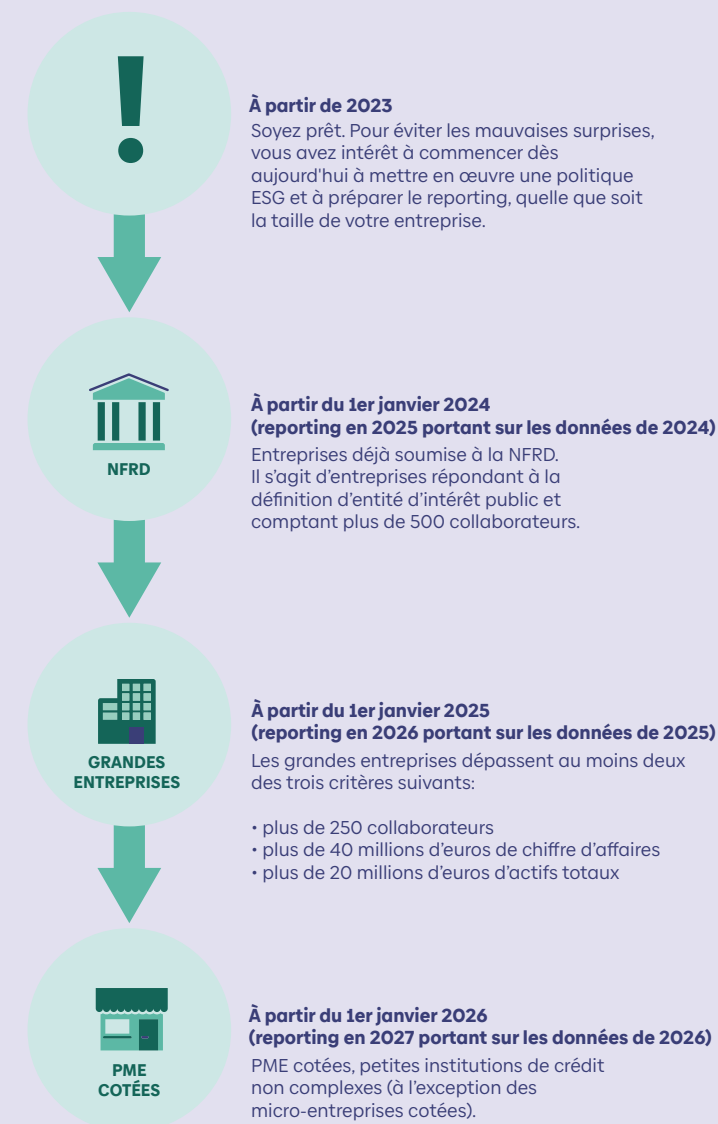 À partir de 2023
Soyez prêt. Pour éviter les mauvaises surprises,
vous avez intérêt à commencer dès
aujourd'hui à mettre en œuvre une politique
ESG et à préparer le reporting, quelle que soit
la taille de votre entreprise.
À partir du 1er janvier 2024
(reporting en 2025 portant sur les données de 2024)
Entreprises déjà soumise à la NFRD.
Il s’agit d’entreprises répondant à la
définition d’entité d’intérêt public et
comptant plus de 500 collaborateurs.
NFRD
À partir du 1er janvier 2025
(reporting en 2026 portant sur les données de 2025)
Les grandes entreprises dépassent au moins deux
des trois critères suivants:
• plus de 250 collaborateurs
• plus de 40 millions d’euros de chiffre d’affaires
• plus de 20 millions d’euros d’actifs totaux
GRANDES
ENTREPRISES
À partir du 1er janvier 2026
(reporting en 2027 portant sur les données de 2026)
PME cotées, petites institutions de crédit
non complexes (à l’exception des
micro-entreprises cotées).
PME
COTÉES